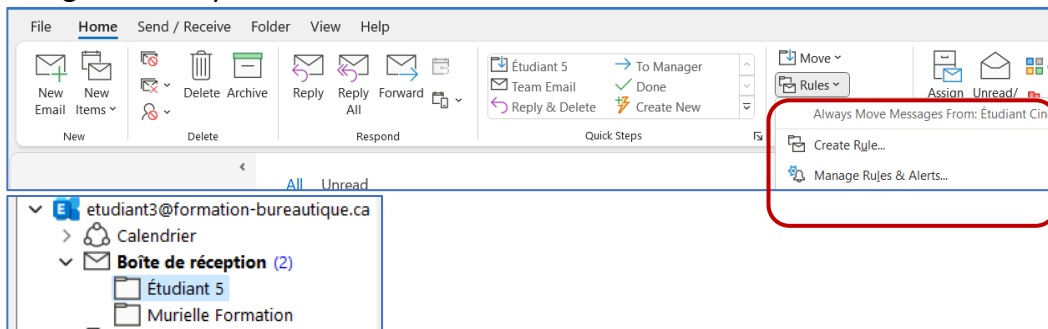 File Home Send / Receive Folder View Help
New Email
New Items
Delete Archive
Reply Reply All Forward
Étudiant 5
To Manager
Team Email
Done
Reply & Delete
Create New
Move
Rules
Assign Unread/
New
Delete
Respond
Quick Steps
Always Move Messages From: Étudiant Cin
Create Rule...
Manage Rules & Alerts...
All Unread
etudiant3@formation-bureautique.ca
Calendrier
Boîte de réception (2)
Étudiant 5
Murielle Formation